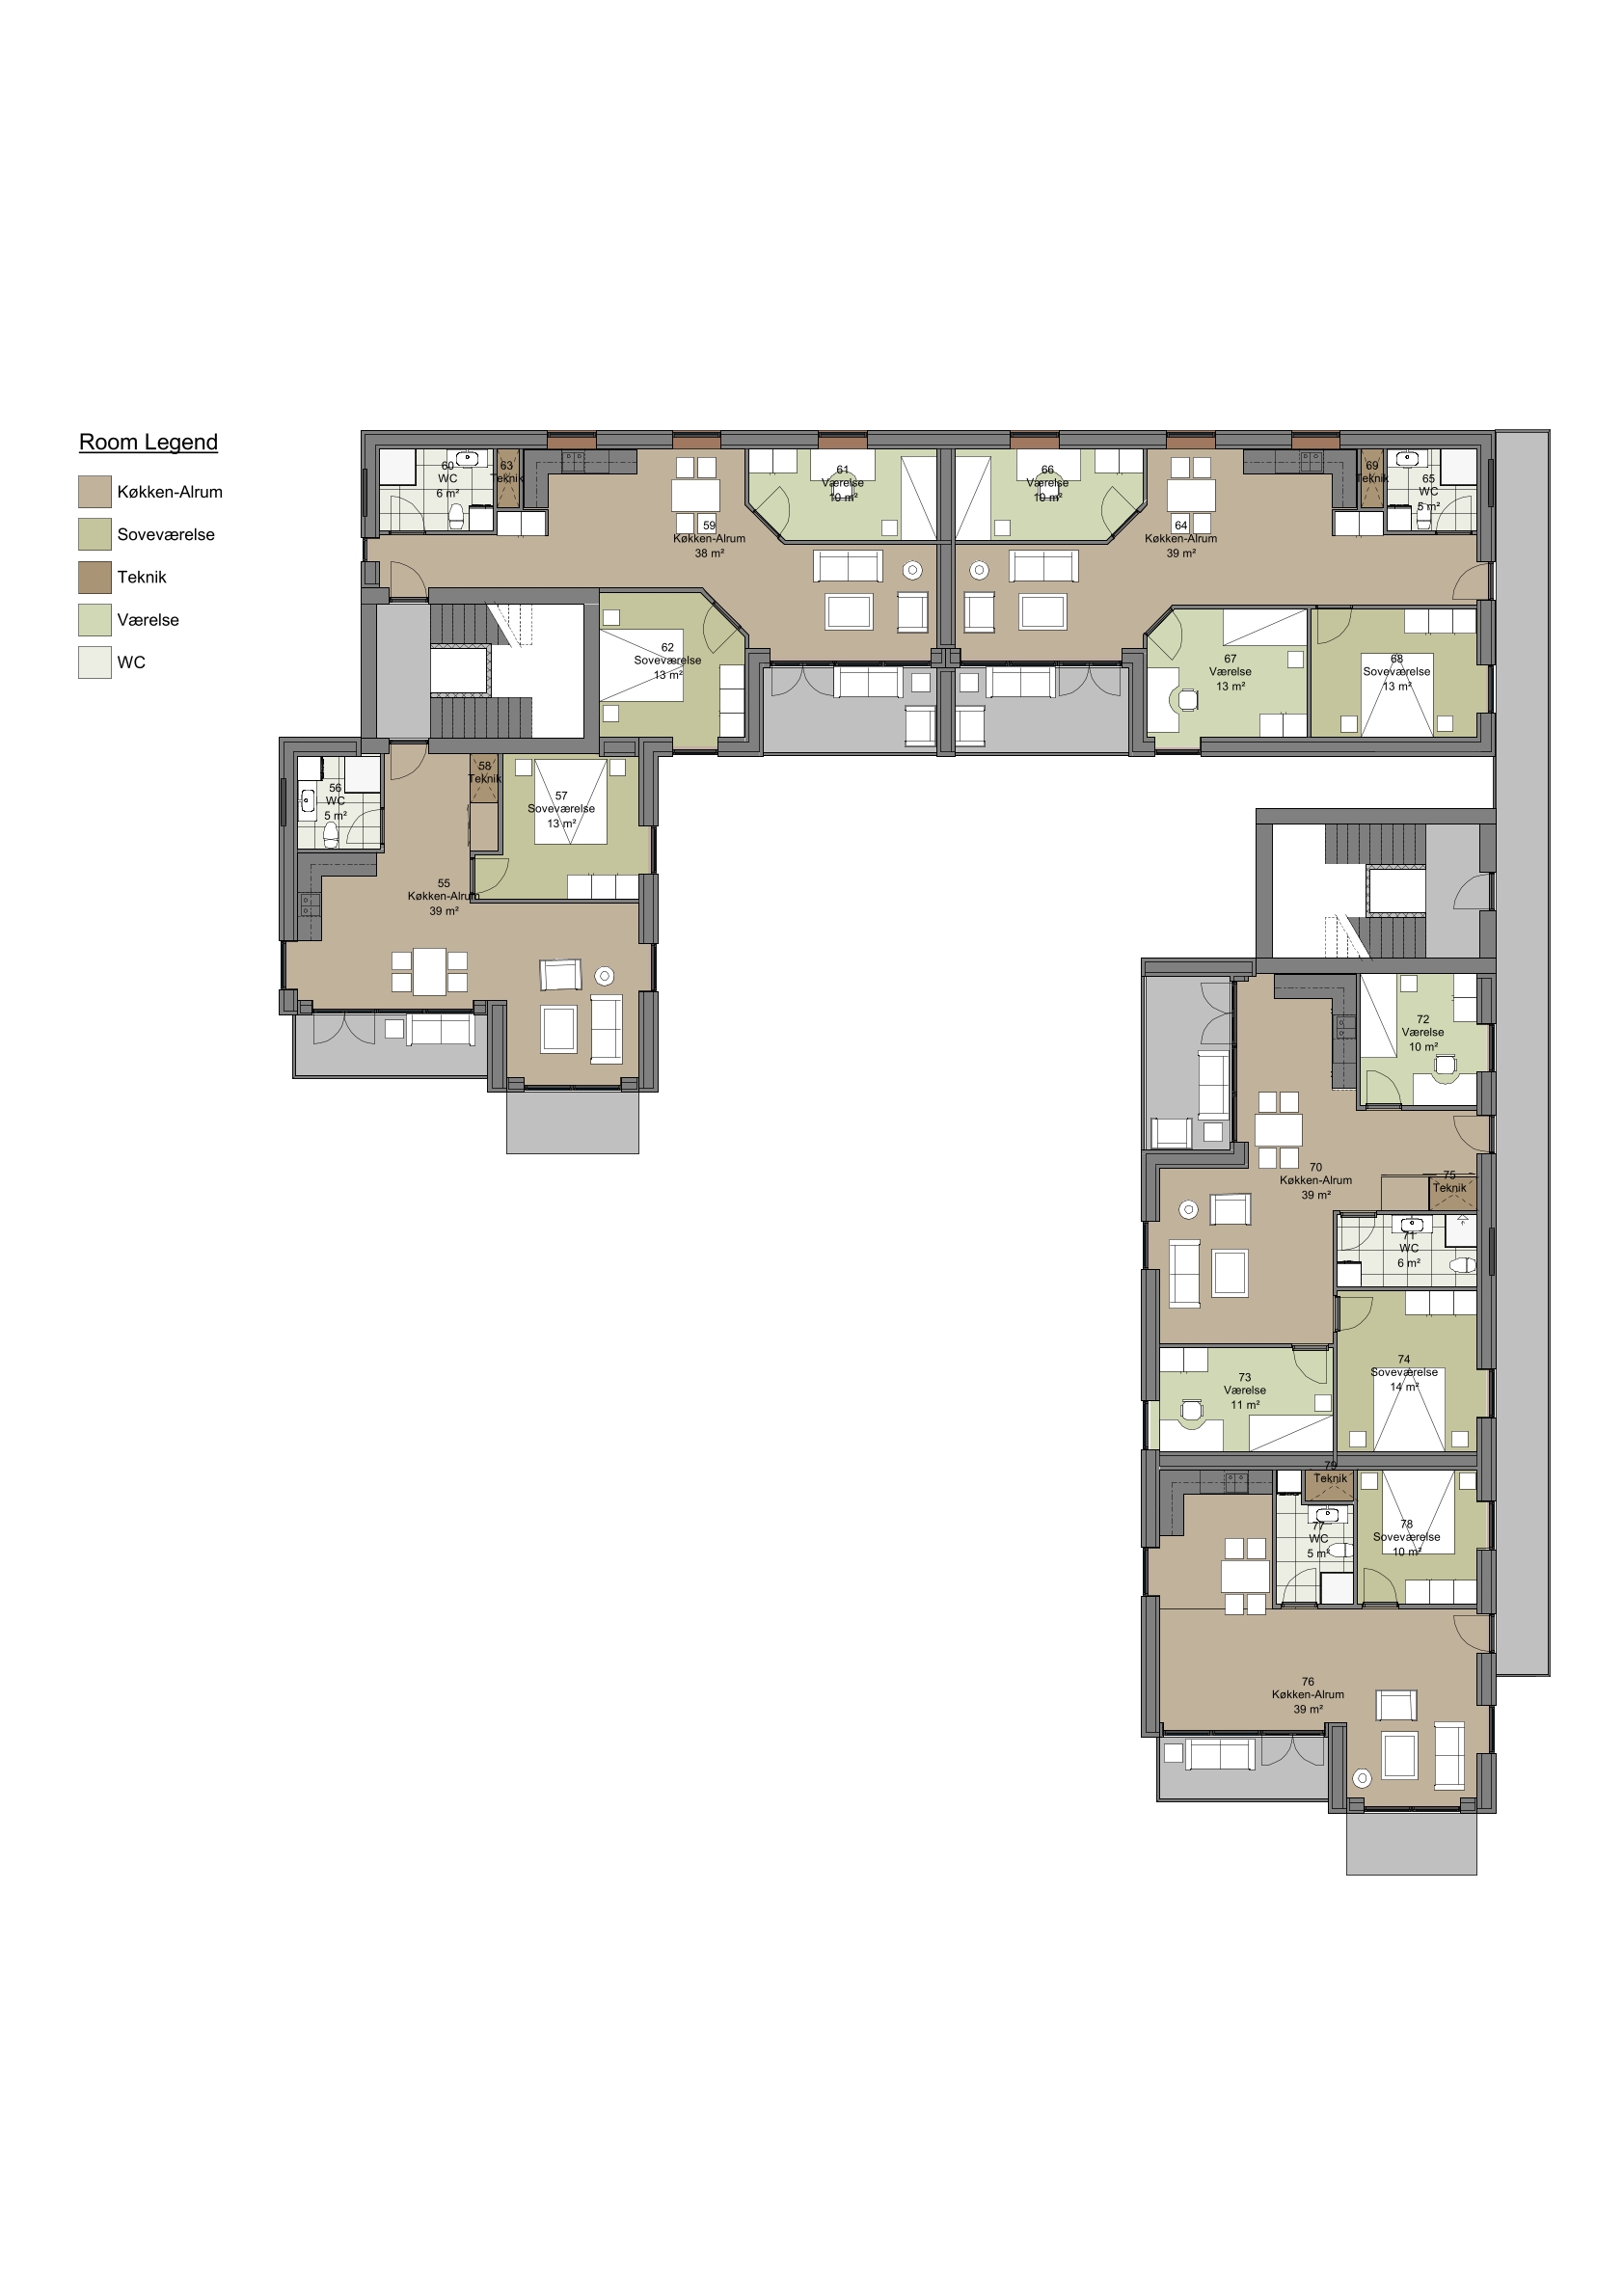 Room Legend
Køkken-Alrum
Soveværelse
Teknik
Værelse
WC
60
WC
6 m²
63
Teknik
59
Køkken-Alrum
38 m²
61
Værelse
10 m²
66
Værelse
10 m²
64
Køkken-Alrum
39 m²
69
Teknik
65
WC
5 m²
62
Soveværelse
13 m²
67
Værelse
13 m²
68
Soveværelse
13 m²
56
WC
5 m²
58
Teknik
57
Soveværelse
13 m²
55
Køkken-Alrum
39 m²
72
Værelse
10 m²
70
Køkken-Alrum
39 m²
75
Teknik
71
WC
6 m²
74
Soveværelse
14 m²
73
Værelse
11 m²
79
Teknik
77
WC
5 m²
78
Soveværelse
10 m²
76
Køkken-Alrum
39 m²